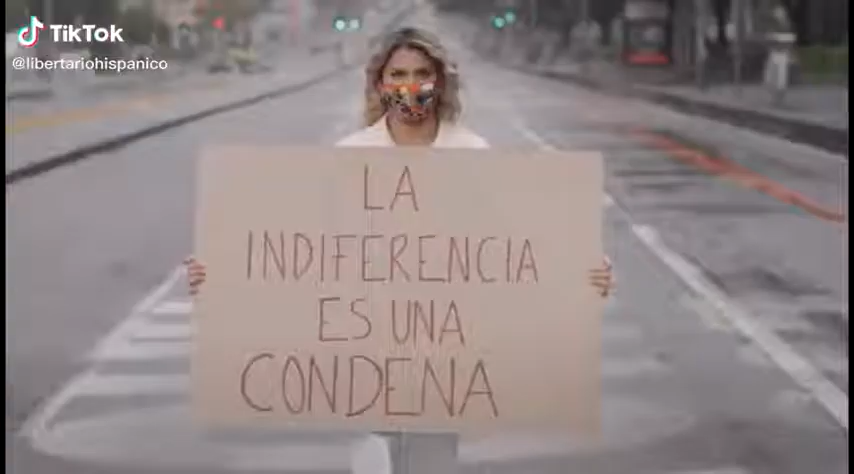 TikTok
@libertariohispanico
LA
INDIFERENCIA
ES UNA
CONDENA